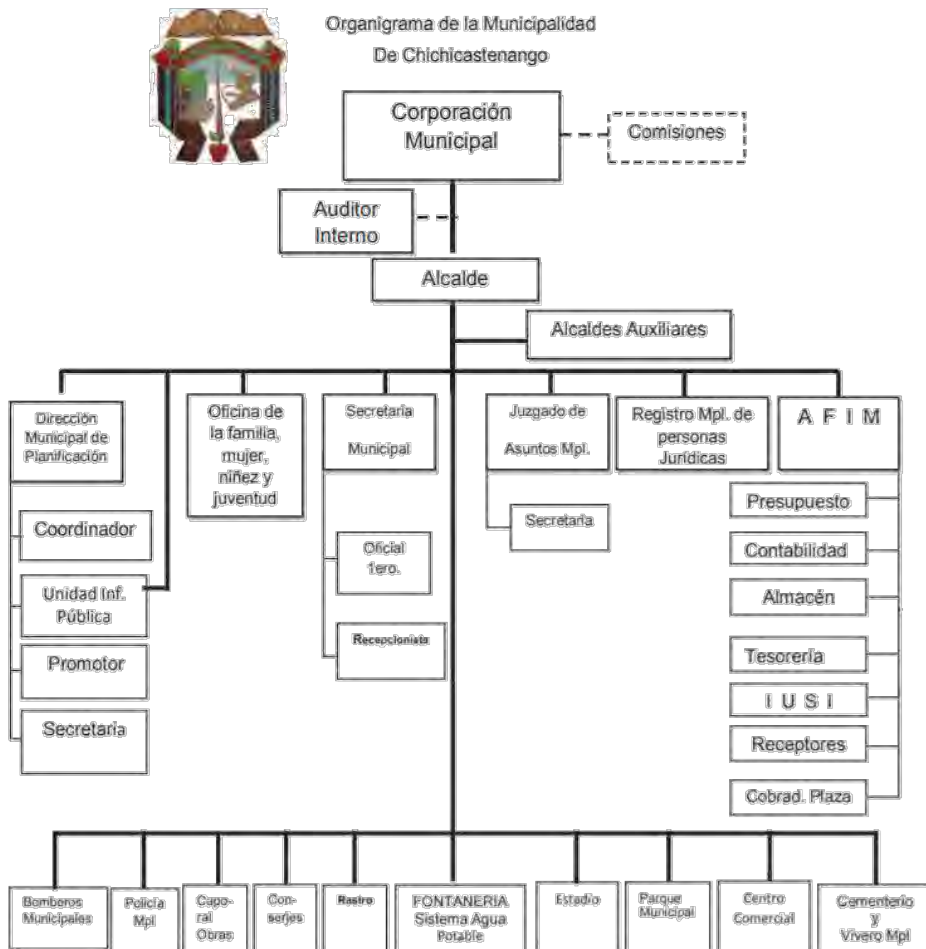 Organigrama de la Municipalidad
De Chichicastenango
Corporación
Municipal
Comisiones
Auditor
Interno
Alcalde
Alcaldes Auxiliares
Dirección
Municipal de
Planificación
Oficina de
la familia,
mujer,
niñez y
juventud
Secretaria
Municipal
Juzgado de
Asuntos Mpl.
Registro Mpl. de
personas
Jurídicas
A F I M
Coordinador
Unidad Inf.
Pública
Promotor
Secretaria
Oficial
1ero.
Recepcionista
Secretaria
Presupuesto
Contabilidad
Almacén
Tesorería
I U S I
Receptores
Cobrad. Plaza
Bomberos
Municipales
Policía
Mpl
Capo-
ral
Obras
Con-
serjes
Rastro
FONTANERIA
Sistema Agua
Potable
Estadio
Parque
Municipal
Centro
Comercial
Cementerio
y
Vivero Mpl